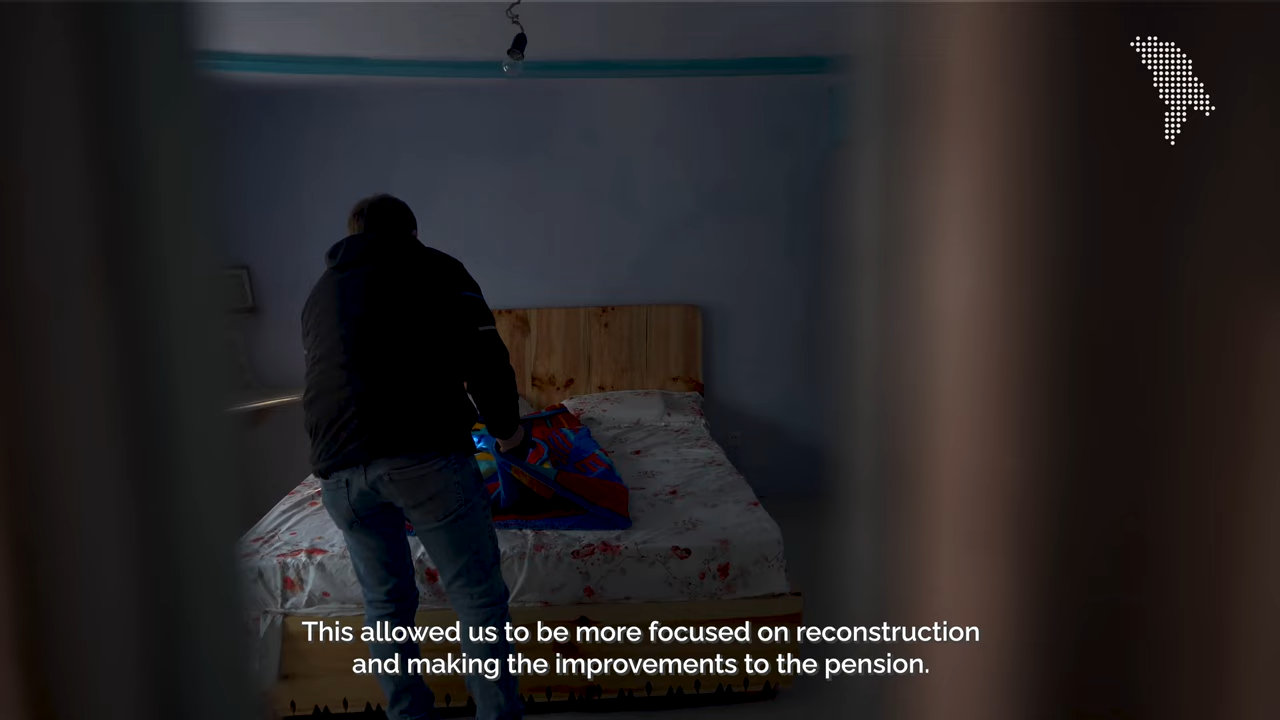 This allowed us to be more focused on reconstruction
and making the improvements to the pension.